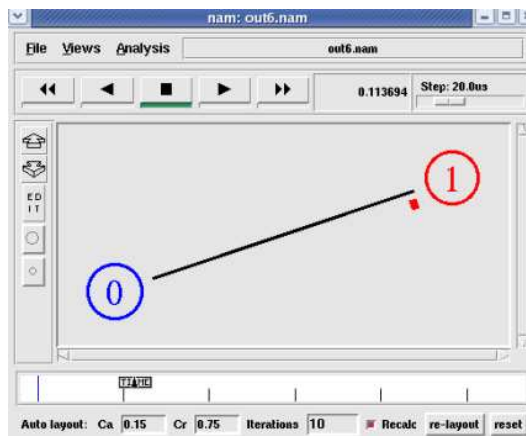 nam: out6.nam
File Views Analysis out6.nam
0.113694 Step: 20.0us
ED
IT
1
0
TIME
Auto layout: Ca 0.15 Cr 0.75 Iterations 10 Recalc re-layout reset